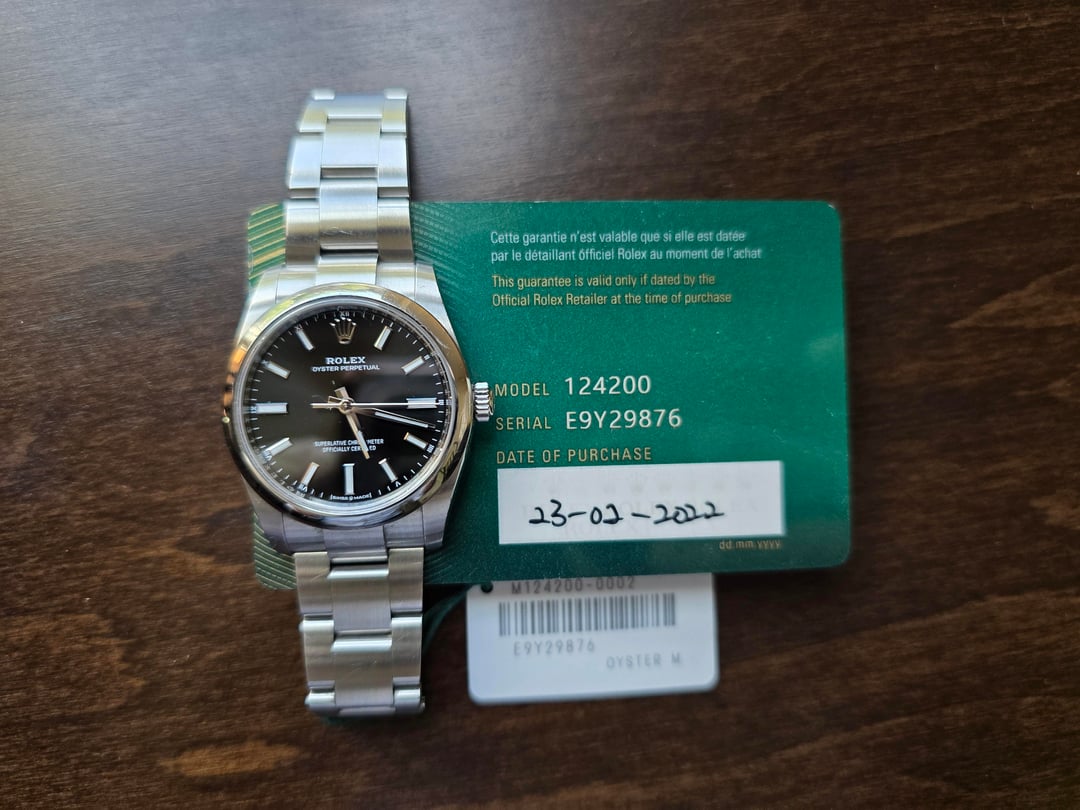 ROLEX
OYSTER PERPETUAL
SUPERLATIVE CHRONOMETER
OFFICIALLY CERTIFIED
SWISS MADE
Cette garantie n'est valable que si elle est datée
par le détaillant officiel Rolex au moment de l'achat
This guarantee is valid only if dated by the
Official Rolex Retailer at the time of purchase
MODEL 124200
SERIAL E9Y29876
DATE OF PURCHASE
23-02-2022
dd mm yyyy
M124200-0002
E9Y29876
OYSTER M